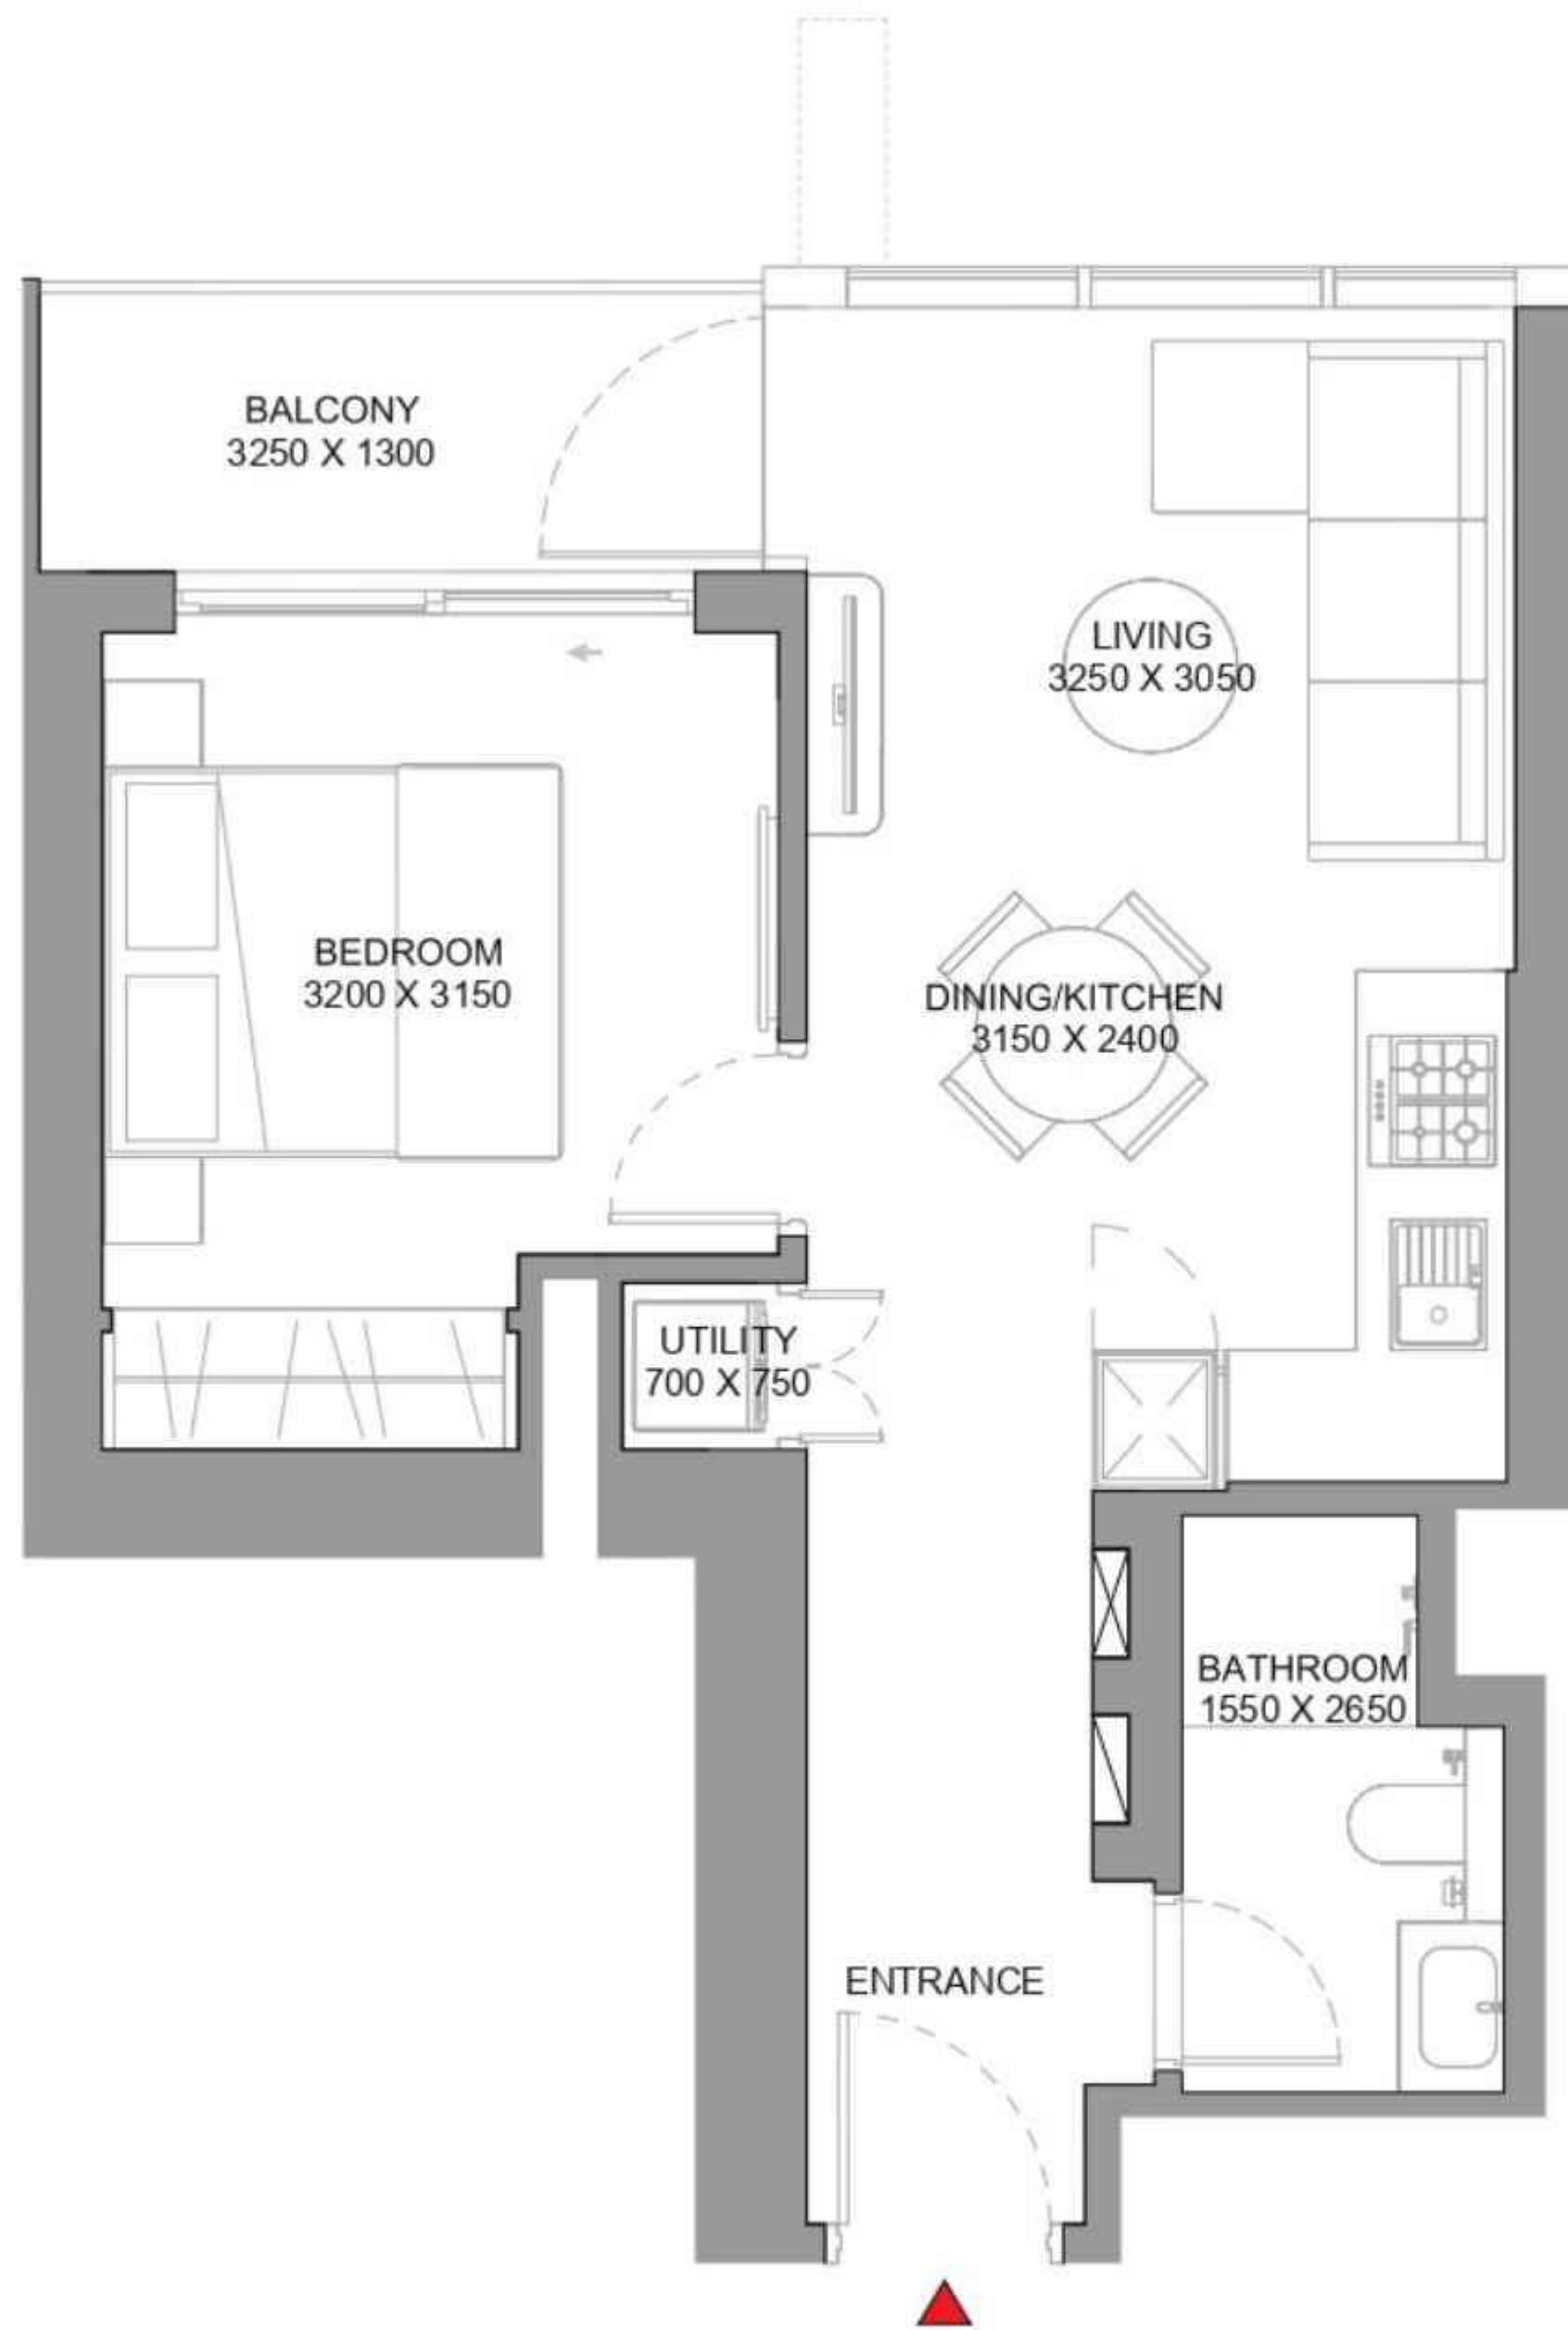 BALCONY
3250 X 1300
LIVING
3250 X 3050
BEDROOM
3200 X 3150
DINING/KITCHEN
3150 X 2400
UTILITY
700 X 750
BATHROOM
1550 X 2650
ENTRANCE